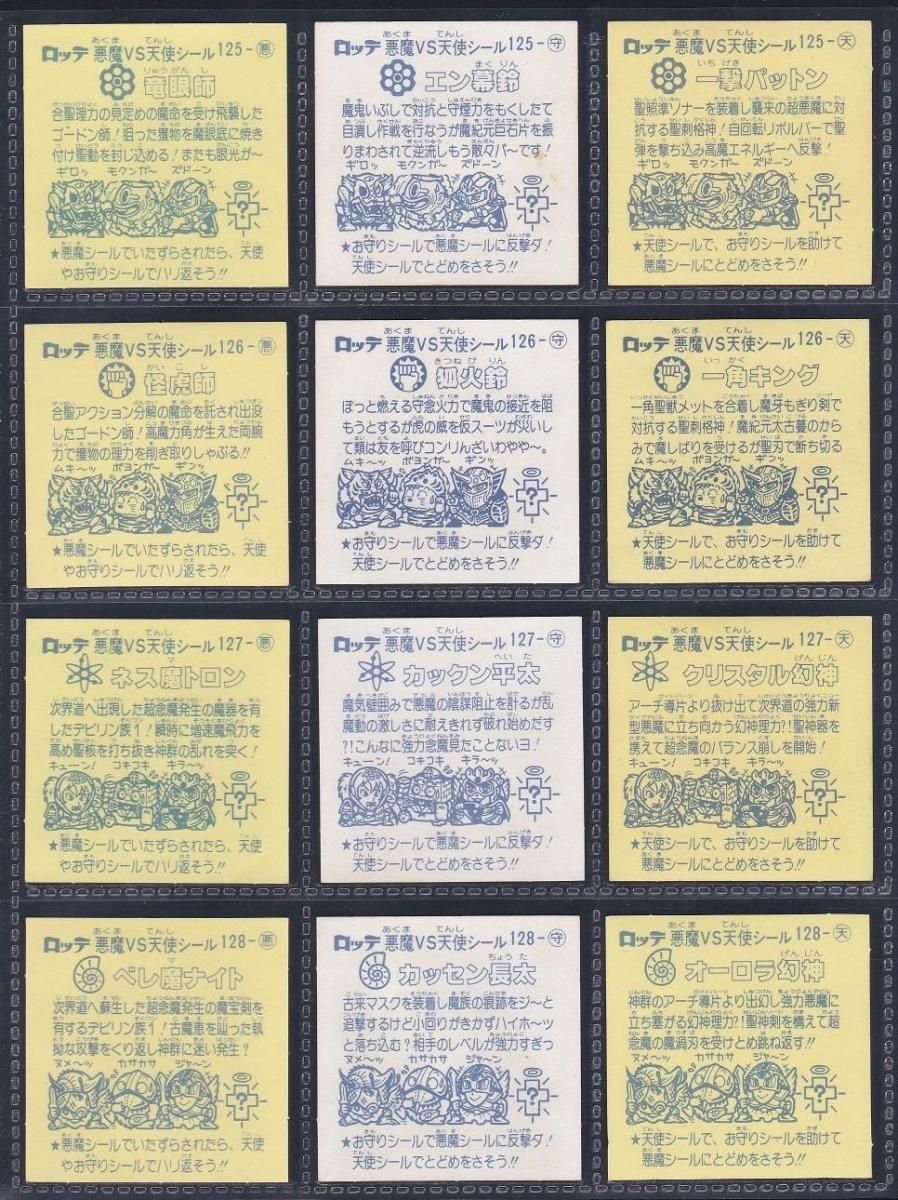 ロッテ 悪魔VS天使シール 125-悪
竜眼師
合聖理力の見定めの魔命を受け飛襲した
ゴードン師!狙った獲物を魔眼底に焼き
付け聖動を封じ込める!またも眼光が〜
ギロッ モクンガ〜 ズドーン
?
★悪魔シールでいたずらされたら、天使
やお守りシールでハリ返そう!!
ロッテ 悪魔VS天使シール 125-守
エン幕鈴
魔鬼いぶしで対抗と守煙力をもくしたて
目潰し作戦を行なうが魔紀元巨石片を振
りまわされて逆流しもう散々バ〜です!
ギロッ モクンガ〜 ズドーン
?
★お守りシールで悪魔シールに反撃ダ!
天使シールでとどめをさそう!!
ロッテ 悪魔VS天使シール 125-天
一撃パットン
聖照準ソナーを装着し襲来の超悪魔に対
抗する聖刺格神!自回転リボルバーで聖
弾を撃ち込み高魔エネルギーへ反撃!
ギロッ モクンガ〜 ズドーン
?
★天使シールで、お守りシールを助けて
悪魔シールにとどめをさそう!!
ロッテ 悪魔VS天使シール 126-悪
怪虎師
合聖アクション分解の魔命を託され出没
したゴードン師!高魔力角が生えた両腕
力で獲物の理力を削ぎ取りしゃぶる!!
ムキ〜ッ ボヨンガ〜 ギンッ
?
★悪魔シールでいたずらされたら、天使
やお守りシールでハリ返そう!!
ロッテ 悪魔VS天使シール 126-守
狐火鈴
ぼっと燃える守念火力で魔鬼の接近を阻
もうとするが虎の威を仮スーツが災いし
て類は友を呼びコンりんざいわやや〜。
ムキ〜ッ ボヨンガ〜 ギンッ
?
★お守りシールで悪魔シールに反撃ダ!
天使シールでとどめをさそう!!
ロッテ 悪魔VS天使シール 126-天
一角キング
一角聖獣メットを合着し魔牙もぎり剣で
対抗する聖刺格神!魔紀元太古蔓のから
みで魔しばりを受けるが聖刃で断ち切る
ムキ〜ッ ボヨンガ〜 ギンッ
?
★天使シールで、お守りシールを助けて
悪魔シールにとどめをさそう!!
ロッテ 悪魔VS天使シール 127-悪
ネス魔トロン
次界道へ出現した超念魔発生の魔器を有
したデビリン族1!瞬時に増速魔飛力を
高め聖核を打ち抜き神群の乱れを突く!
キューン! コキコキ キラ〜ッ
?
★悪魔シールでいたずらされたら、天使
やお守りシールでハリ返そう!!
ロッテ 悪魔VS天使シール 127-守
カックン平太
魔気壁囲みで悪魔の陰謀阻止を計るが乱
魔動の激しさに耐えきれず破れ始めだす
?!こんなに強力念魔見たことないヨ!
キューン! コキコキ キラ〜ッ
?
★お守りシールで悪魔シールに反撃ダ!
天使シールでとどめをさそう!!
ロッテ 悪魔VS天使シール 127-天
クリスタル幻神
アーチ導片より抜け出て次界道の強力新
型悪魔に立ち向かう幻神理力?!聖神器を
携えて超念魔のバランス崩しを開始!
キューン! コキコキ キラ〜ッ
?
★天使シールで、お守りシールを助けて
悪魔シールにとどめをさそう!!
ロッテ 悪魔VS天使シール 128-悪
ペレ魔ナイト
次界道へ蘇生した超念魔発生の魔宝剣を
有するデビリン族1!古魔恵を辿った執
拗な攻撃をくり返し神群に迷い発生?
ヌメ〜ッ カサカサ ジャ〜ン
?
★悪魔シールでいたずらされたら、天使
やお守りシールでハリ返そう!!
ロッテ 悪魔VS天使シール 128-守
カッセン長太
古来マスクを装着し魔族の痕跡をジ〜と
追撃するけど小回りがきかずハイホ〜ッ
と落ち込む?相手のレベルが強力すぎっ
ヌメ〜ッ カサカサ ジャ〜ン
?
★お守りシールで悪魔シールに反撃ダ!
天使シールでとどめをさそう!!
ロッテ 悪魔VS天使シール 128-天
オーロラ幻神
神群のアーチ導片より出幻し強力悪魔に
立ち塞がる幻神理力?!聖神剣を構えて超
念魔の魔渦刃を受けとめ跳ね返す!!
ヌメ〜ッ カサカサ ジャ〜ン
?
★天使シールで、お守りシールを助けて
悪魔シールにとどめをさそう!!